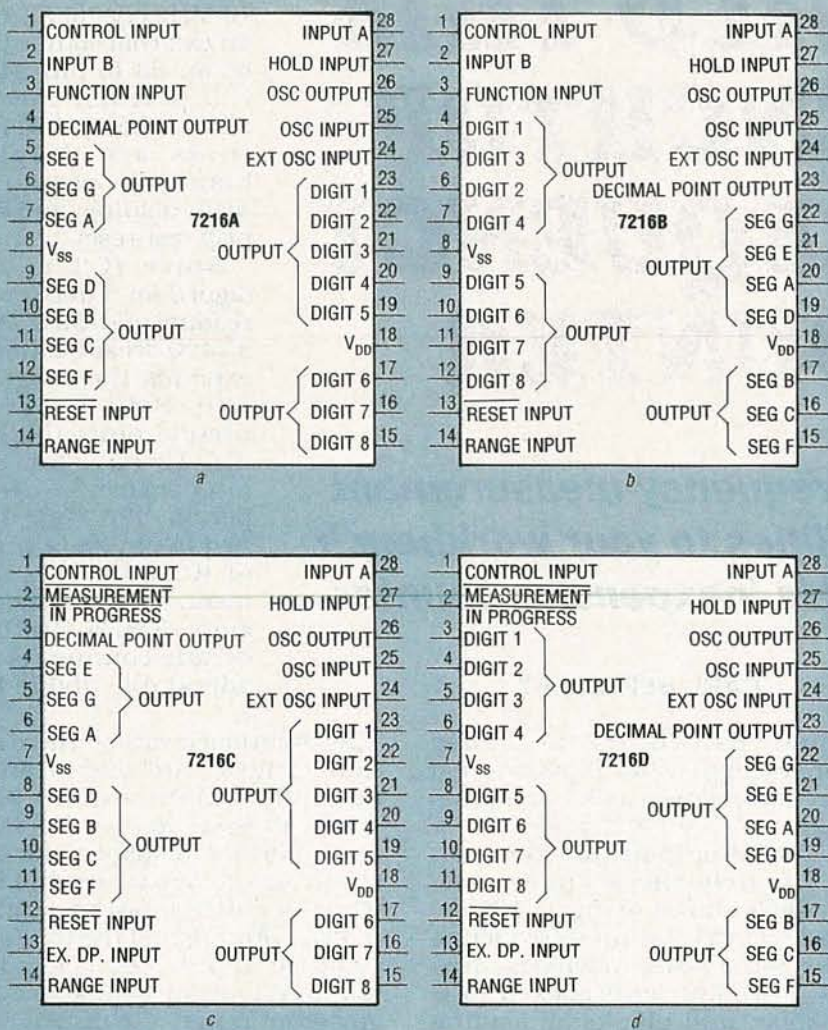 1 CONTROL INPUT INPUT A 28
2 INPUT B HOLD INPUT 27
3 FUNCTION INPUT OSC OUTPUT 26
4 DECIMAL POINT OUTPUT OSC INPUT 25
5 SEG E EXT OSC INPUT 24
OUTPUT
6 SEG G DIGIT 1 23
7 SEG A 7216A DIGIT 2 22
8 VSS OUTPUT DIGIT 3 21
9 SEG D DIGIT 4 20
10 SEG B DIGIT 5 19
OUTPUT
11 SEG C VDD 18
12 SEG F DIGIT 6 17
13 RESET INPUT OUTPUT DIGIT 7 16
14 RANGE INPUT DIGIT 8 15
a
1 CONTROL INPUT INPUT A 28
2 INPUT B HOLD INPUT 27
3 FUNCTION INPUT OSC OUTPUT 26
4 DIGIT 1 OSC INPUT 25
5 DIGIT 3 EXT OSC INPUT 24
OUTPUT
6 DIGIT 2 DECIMAL POINT OUTPUT 23
7 DIGIT 4 7216B SEG G 22
8 VSS SEG E 21
OUTPUT
9 DIGIT 5 SEG A 20
10 DIGIT 6 SEG D 19
OUTPUT
11 DIGIT 7 VDD 18
12 DIGIT 8 SEG B 17
13 RESET INPUT OUTPUT SEG C 16
14 RANGE INPUT SEG F 15
b
1 CONTROL INPUT INPUT A 28
2 MEASUREMENT HOLD INPUT 27
IN PROGRESS
3 DECIMAL POINT OUTPUT OSC OUTPUT 26
4 SEG E OSC INPUT 25
5 SEG G OUTPUT EXT OSC INPUT 24
6 SEG A DIGIT 1 23
7 VSS 7216C DIGIT 2 22
8 SEG D OUTPUT DIGIT 3 21
9 SEG B DIGIT 4 20
OUTPUT
10 SEG C DIGIT 5 19
11 SEG F VDD 18
12 RESET INPUT DIGIT 6 17
13 EX. DP. INPUT OUTPUT DIGIT 7 16
14 RANGE INPUT DIGIT 8 15
c
1 CONTROL INPUT INPUT A 28
2 MEASUREMENT HOLD INPUT 27
IN PROGRESS
3 DIGIT 1 OSC OUTPUT 26
4 DIGIT 2 OSC INPUT 25
OUTPUT
5 DIGIT 3 EXT OSC INPUT 24
6 DIGIT 4 DECIMAL POINT OUTPUT 23
7 VSS 7216D SEG G 22
8 DIGIT 5 SEG E 21
OUTPUT
9 DIGIT 6 SEG A 20
OUTPUT
10 DIGIT 7 SEG D 19
11 DIGIT 8 VDD 18
12 RESET INPUT SEG B 17
13 EX. DP. INPUT OUTPUT SEG C 16
14 RANGE INPUT SEG F 15
d